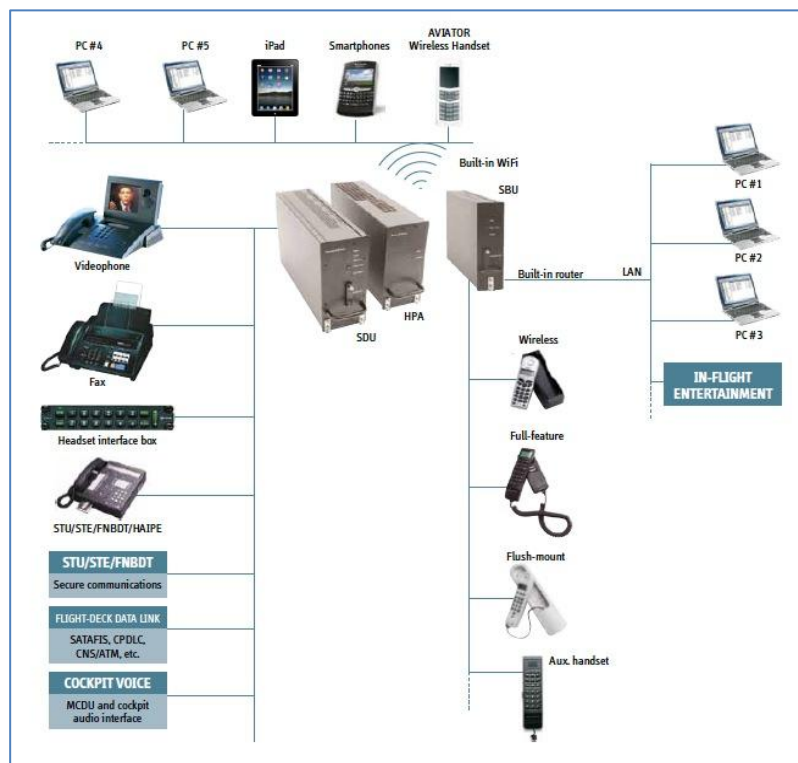 PC #4
PC #5
iPad
Smartphones
AVIATOR
Wireless Handset
Built-in WiFi
SBU
PC #1
Videophone
PC #2
Built-in router
LAN
HPA
SDU
PC #3
Fax
Wireless
IN-FLIGHT
ENTERTAINMENT
Headset interface box
Full-feature
STU/STE/FNBDT/HAIPE
STU/STE/FNBDT
Secure communications
Flush-mount
FLIGHT-DECK DATA LINK
SATAFIS, CPDLC,
CNS/ATM, etc.
Aux. handset
COCKPIT VOICE
MCDU and cockpit
audio interface